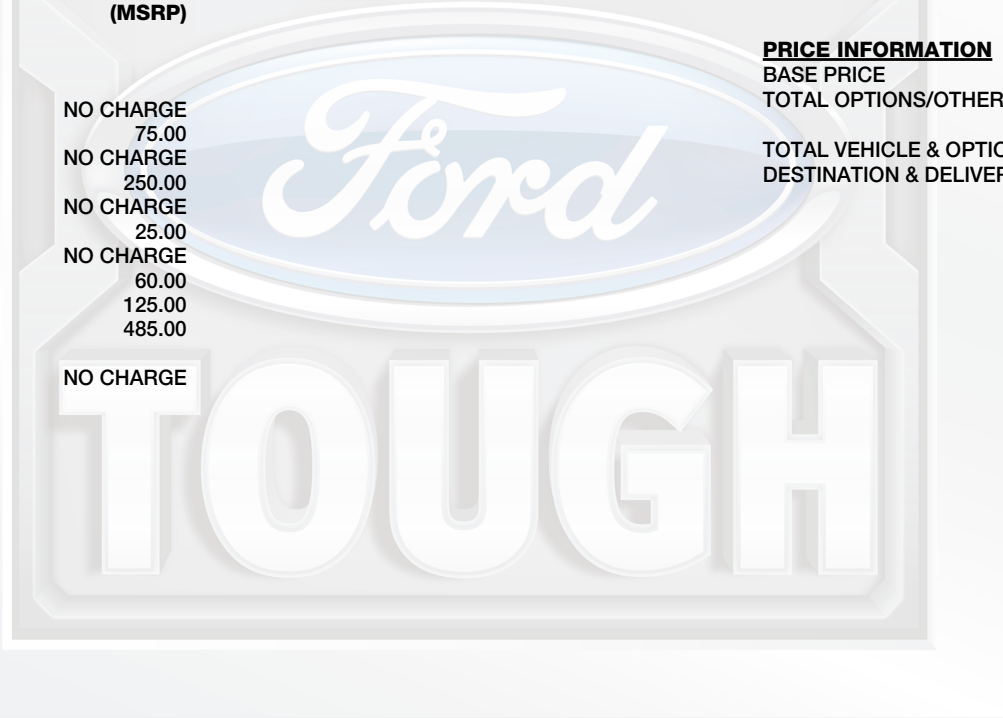 (MSRP)
NO CHARGE
75.00
NO CHARGE
250.00
NO CHARGE
25.00
NO CHARGE
60.00
125.00
485.00
NO CHARGE
PRICE INFORMATION
BASE PRICE
TOTAL OPTIONS/OTHER
TOTAL VEHICLE & OPTIO
DESTINATION & DELIVER
Ford
TOUGH